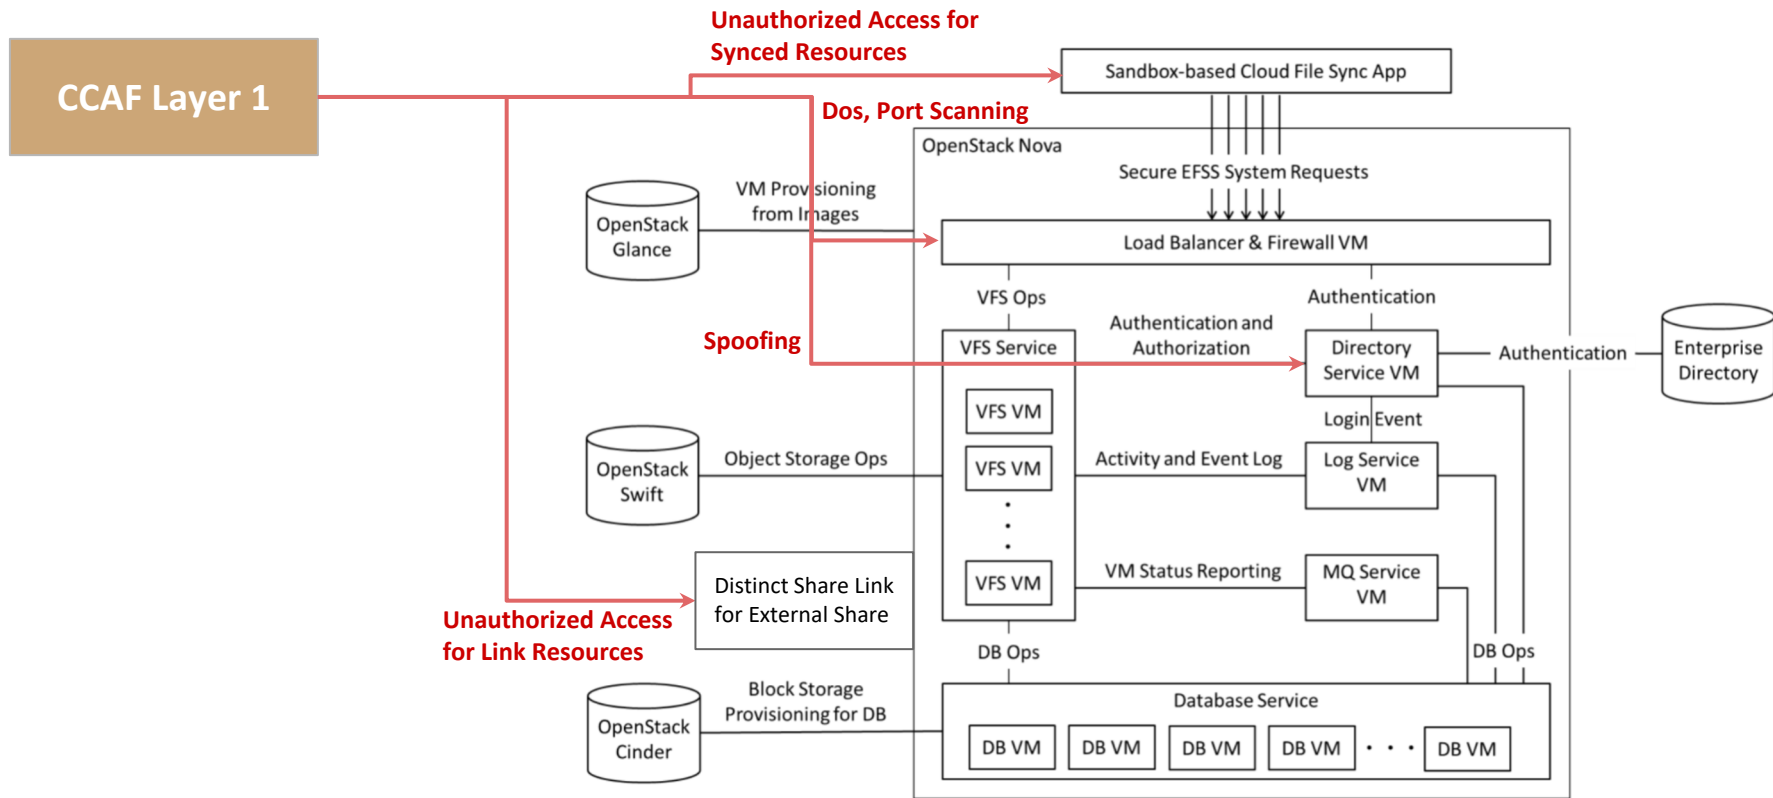 Unauthorized Access for
Synced Resources
CCAF Layer 1
Sandbox-based Cloud File Sync App
Dos, Port Scanning
OpenStack Nova
Secure EFSS System Requests
VM Provisioning
from Images
OpenStack
Glance
Load Balancer & Firewall VM
VFS Ops
Authentication
Spoofing
VFS Service
Authentication and
Authorization
Directory
Service VM
Authentication
Enterprise
Directory
VFS VM
Login Event
Object Storage Ops
OpenStack
Swift
VFS VM
Activity and Event Log
Log Service
VM
VFS VM
VM Status Reporting
MQ Service
VM
Distinct Share Link
for External Share
Unauthorized Access
for Link Resources
DB Ops
DB Ops
Block Storage
Provisioning for DB
OpenStack
Cinder
Database Service
DB VM
DB VM
DB VM
DB VM
DB VM